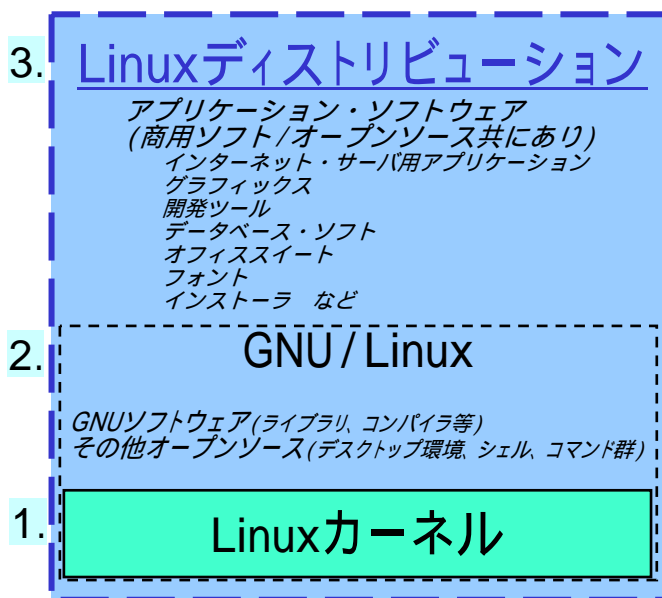 3. Linuxディストリビューション
アプリケーション・ソフトウェア
(商用ソフト/オープンソース共にあり)
インターネット・サーバ用アプリケーション
グラフィックス
開発ツール
データベース・ソフト
オフィススイート
フォント
インストーラ など
2. GNU/Linux
GNUソフトウェア(ライブラリ、コンパイラ等)
その他オープンソース(デスクトップ環境、シェル、コマンド群)
1. Linuxカーネル